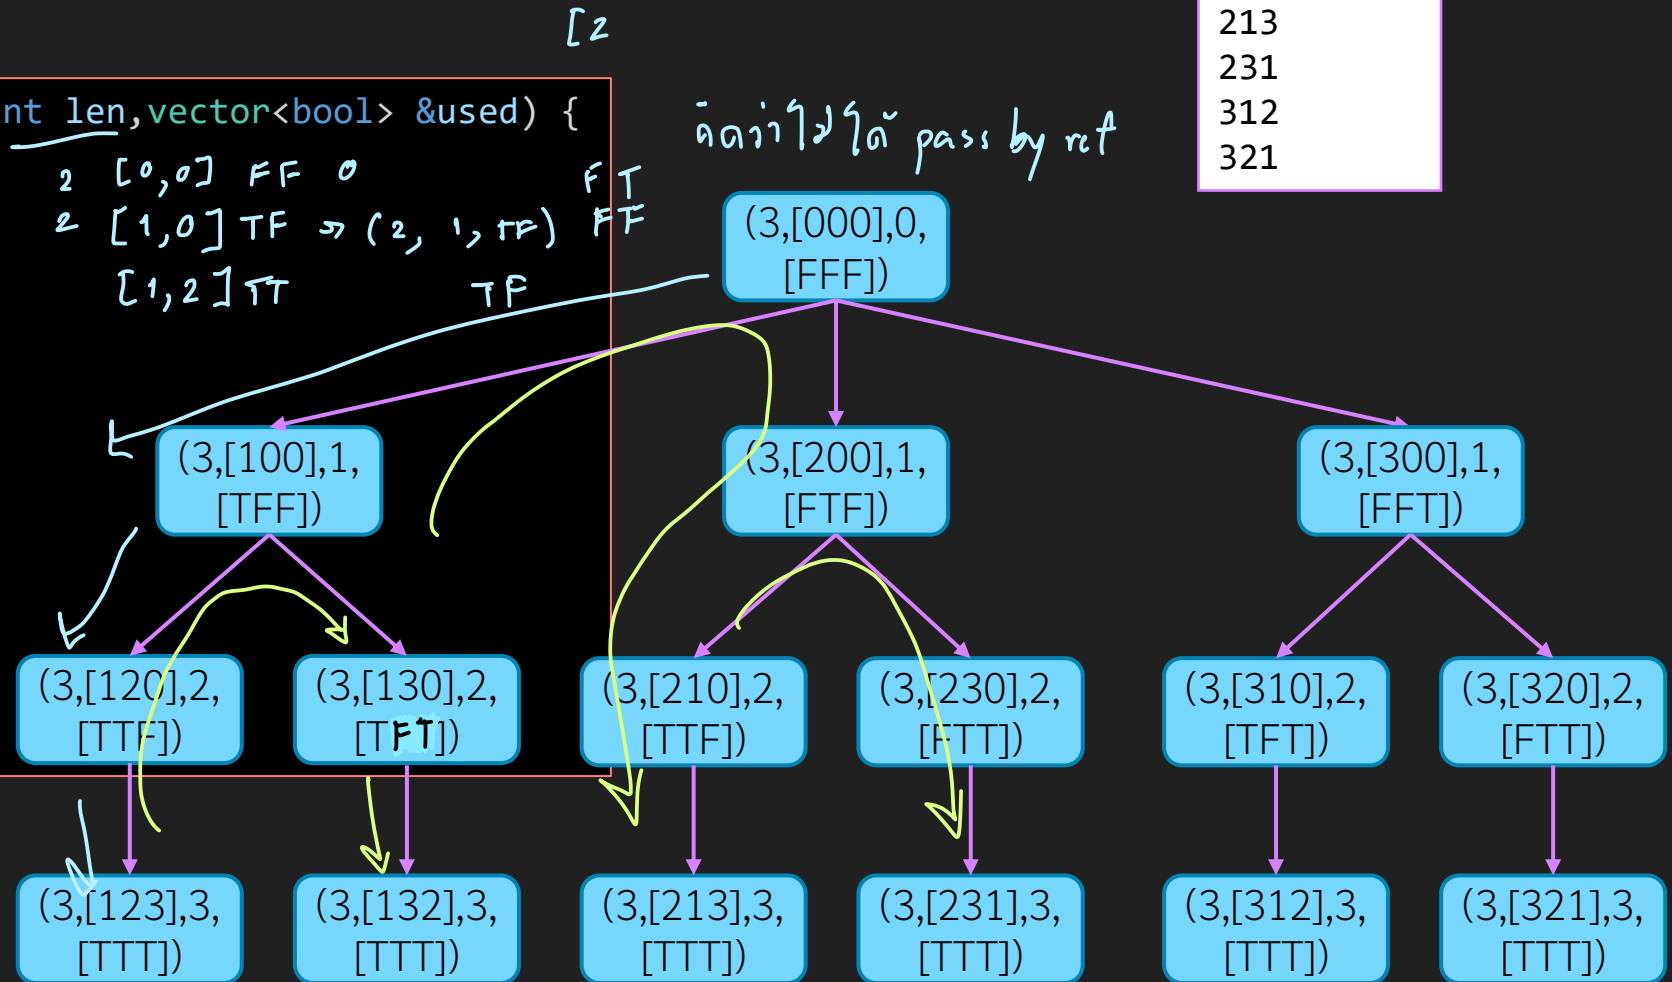 [2
213
231
312
321
nt len,vector<bool> &used) {
คิดว่าไม่ได้ pass by ref
2 [0,0] FF 0
F T
2 [1,0] TF → (2, 1, TF) FF
[1,2] TT TF
(3,[000],0,
[FFF])
(3,[100],1,
[TFF])
(3,[200],1,
[FTF])
(3,[300],1,
[FFT])
(3,[120],2,
[TTF])
(3,[130],2,
[TFT])
(3,[210],2,
[TTF])
(3,[230],2,
[FTT])
(3,[310],2,
[TFT])
(3,[320],2,
[FTT])
(3,[123],3,
[TTT])
(3,[132],3,
[TTT])
(3,[213],3,
[TTT])
(3,[231],3,
[TTT])
(3,[312],3,
[TTT])
(3,[321],3,
[TTT])